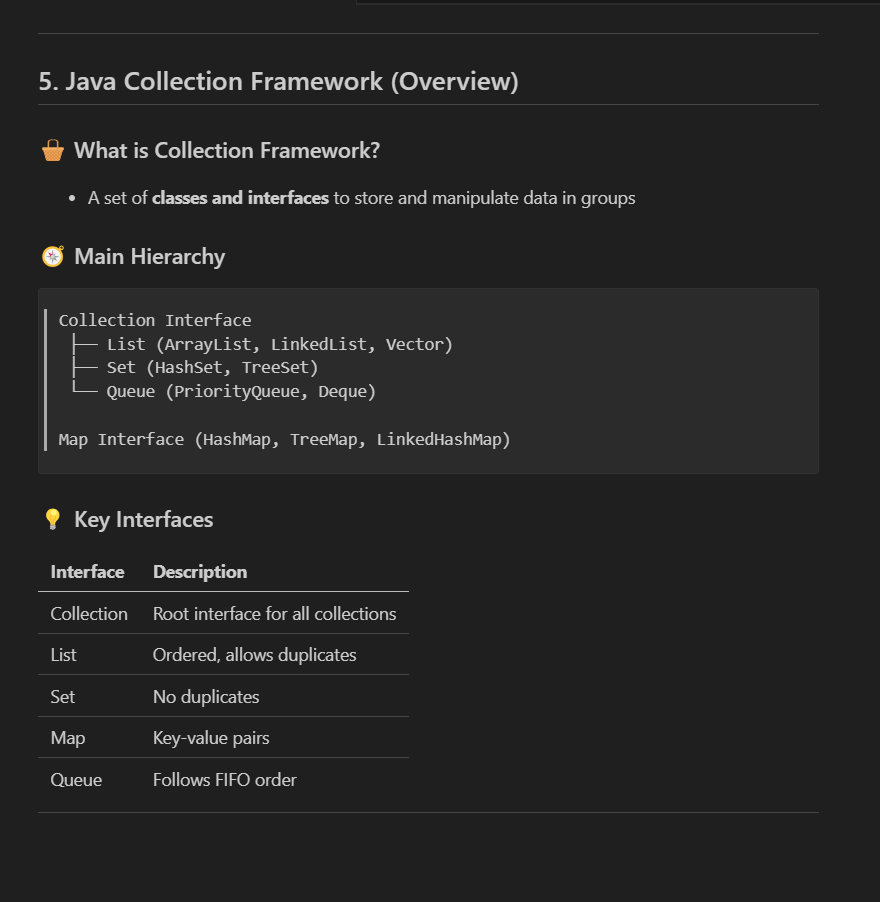 5. Java Collection Framework (Overview)
🧺 What is Collection Framework?
• A set of classes and interfaces to store and manipulate data in groups
🧭 Main Hierarchy
Collection Interface
├── List (ArrayList, LinkedList, Vector)
├── Set (HashSet, TreeSet)
└── Queue (PriorityQueue, Deque)
Map Interface (HashMap, TreeMap, LinkedHashMap)
💡 Key Interfaces
Interface Description
Collection Root interface for all collections
List Ordered, allows duplicates
Set No duplicates
Map Key-value pairs
Queue Follows FIFO order